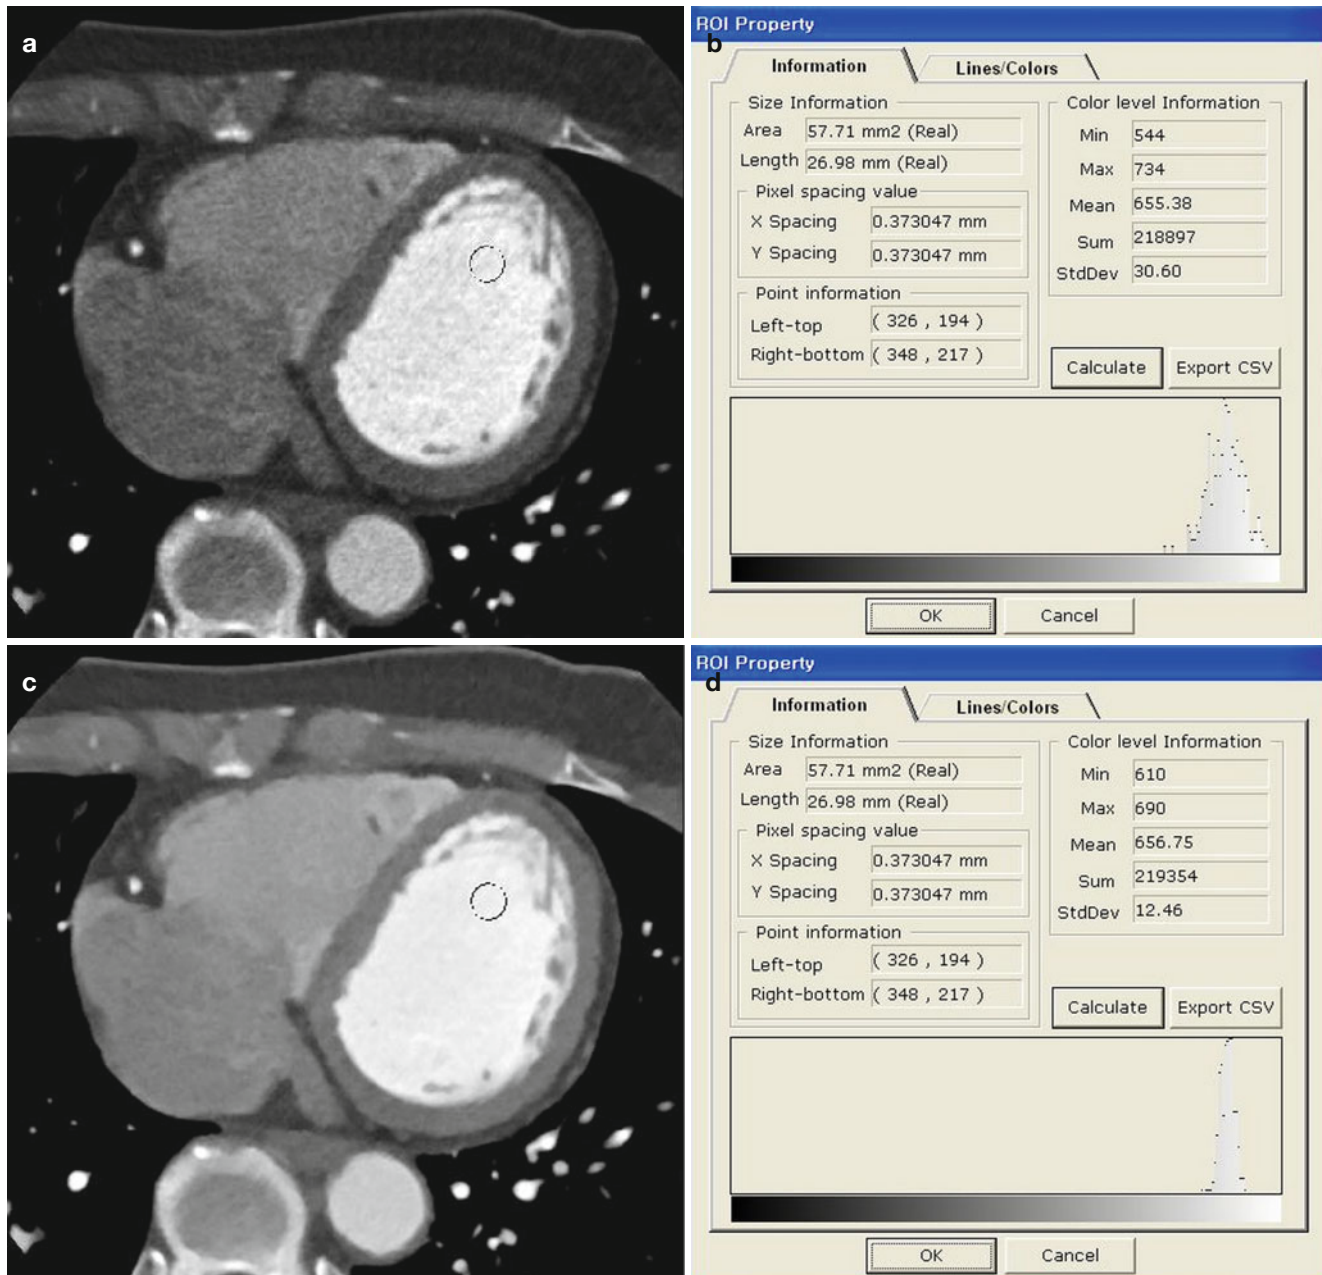 a
ROI Property
b
Information Lines/Colors
Size Information
Area 57.71 mm2 (Real)
Length 26.98 mm (Real)
Pixel spacing value
X Spacing 0.373047 mm
Y Spacing 0.373047 mm
Point information
Left-top ( 326 , 194 )
Right-bottom ( 348 , 217 )
Color level Information
Min 544
Max 734
Mean 655.38
Sum 218897
StdDev 30.60
Calculate Export CSV
OK Cancel
c
ROI Property
d
Information Lines/Colors
Size Information
Area 57.71 mm2 (Real)
Length 26.98 mm (Real)
Pixel spacing value
X Spacing 0.373047 mm
Y Spacing 0.373047 mm
Point information
Left-top ( 326 , 194 )
Right-bottom ( 348 , 217 )
Color level Information
Min 610
Max 690
Mean 656.75
Sum 219354
StdDev 12.46
Calculate Export CSV
OK Cancel